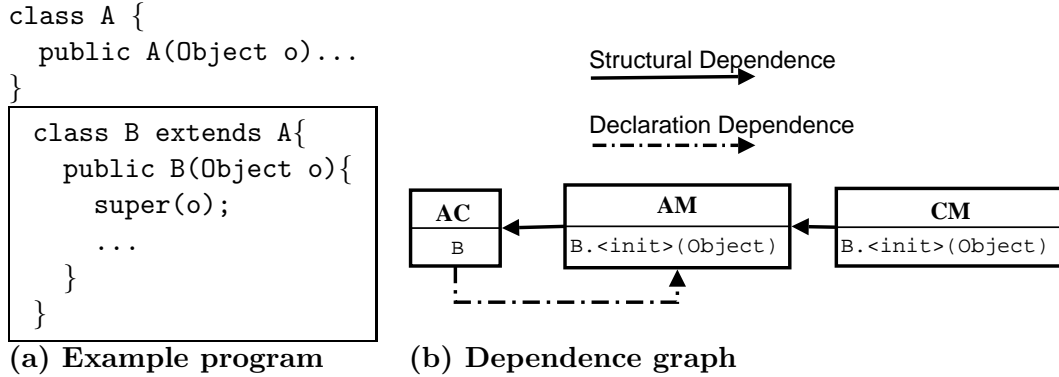 class A {
public A(Object o)...
}
class B extends A{
public B(Object o){
super(o);
...
}
}
(a) Example program
Structural Dependence
Declaration Dependence
AC
B
AM
B.<init>(Object)
CM
B.<init>(Object)
(b) Dependence graph